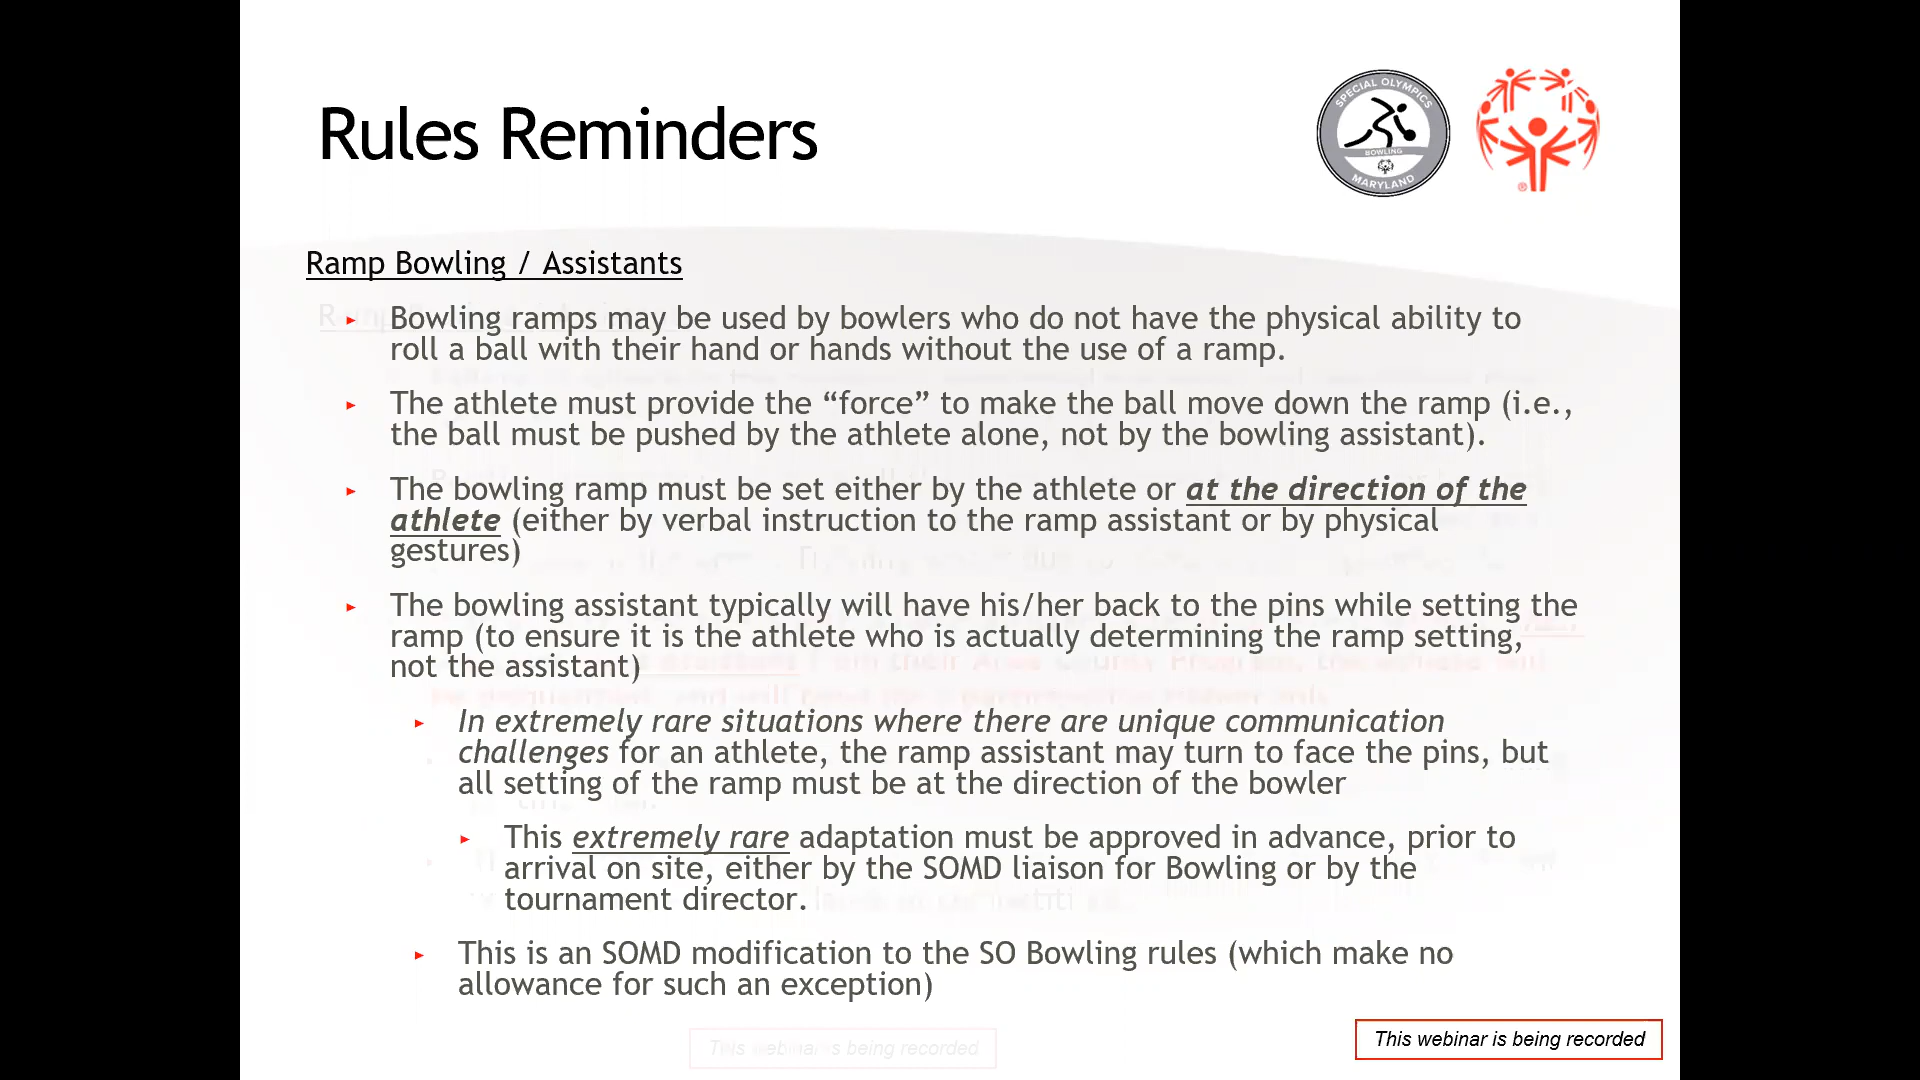 Rules Reminders
SPECIAL OLYMPICS
BOWLING
MARYLAND
Ramp Bowling / Assistants
Bowling ramps may be used by bowlers who do not have the physical ability to
roll a ball with their hand or hands without the use of a ramp.
The athlete must provide the “force” to make the ball move down the ramp (i.e.,
the ball must be pushed by the athlete alone, not by the bowling assistant).
The bowling ramp must be set either by the athlete or at the direction of the
athlete (either by verbal instruction to the ramp assistant or by physical
gestures)
The bowling assistant typically will have his/her back to the pins while setting the
ramp (to ensure it is the athlete who is actually determining the ramp setting,
not the assistant)
In extremely rare situations where there are unique communication
challenges for an athlete, the ramp assistant may turn to face the pins, but
all setting of the ramp must be at the direction of the bowler
This extremely rare adaptation must be approved in advance, prior to
arrival on site, either by the SOMD liaison for Bowling or by the
tournament director.
This is an SOMD modification to the SO Bowling rules (which make no
allowance for such an exception)
This webinar is being recorded
This webinar is being recorded